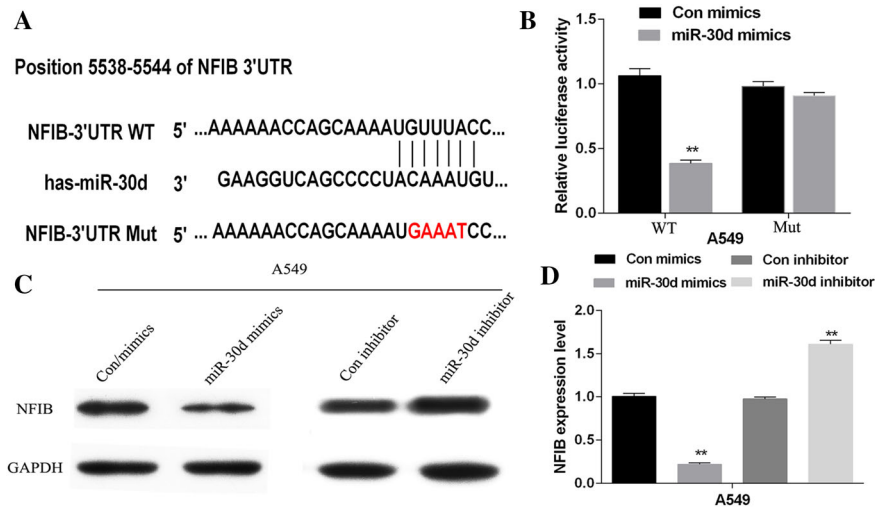 A
Position 5538-5544 of NFIB 3'UTR
NFIB-3'UTR WT 5' ...AAAAAACCAGCAAAAUGUUUACC...
has-miR-30d 3' GAAGGUCAGCCCCUACAAAUGU...
NFIB-3'UTR Mut 5' ... AAAAAACCAGCAAAAUGAAATCC...
B
Con mimics
miR-30d mimics
Relative luciferase activity
1.5
1.0
0.5
0.0
**
WT Mut
A549
C
A549
Con/mimics
miR-30d mimics
Con inhibitor
miR-30d inhibitor
NFIB
GAPDH
D
Con mimics Con inhibitor
miR-30d mimics miR-30d inhibitor
NFIB expression level
2.0
1.5
1.0
0.5
0.0
**
**
A549